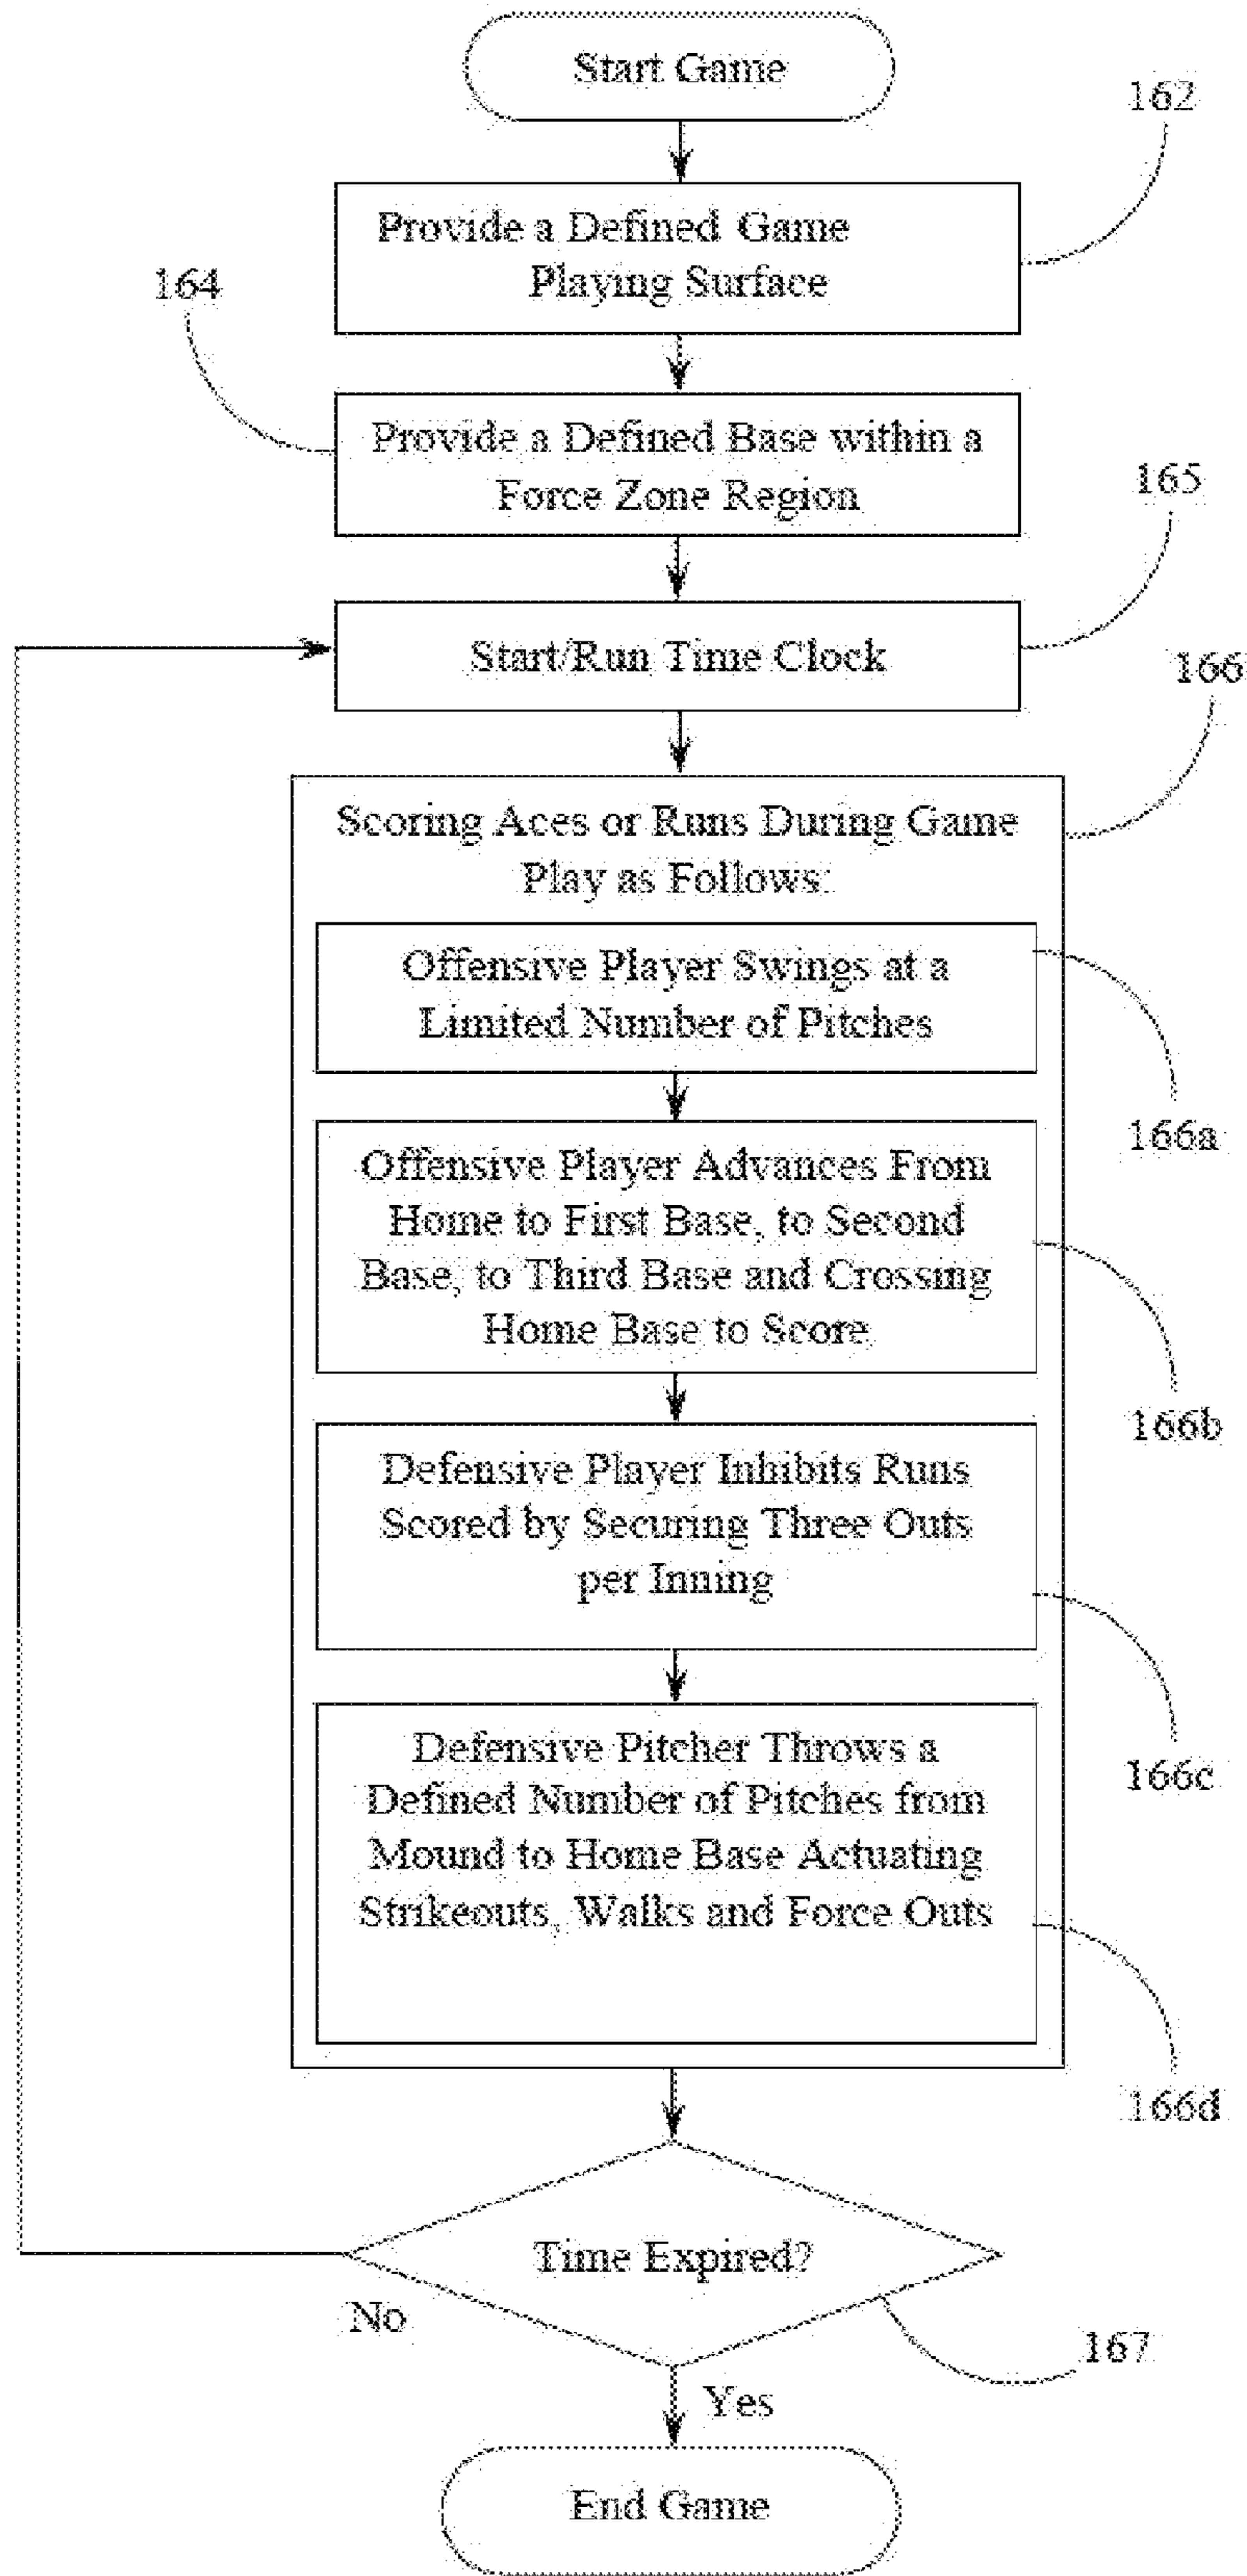 Start Game
162
Provide a Defined Game
Playing Surface
164
Provide a Defined Base within a
Force Zone Region
165
Start/Run Time Clock
166
Scoring Aces or Runs During Game
Play as Follows:
Offensive Player Swings at a
Limited Number of Pitches
166a
Offensive Player Advances From
Home to First Base, to Second
Base, to Third Base and Crossing
Home Base to Score
166b
Defensive Player Inhibits Runs
Scored by Securing Three Outs
per Inning
166c
Defensive Pitcher Throws a
Defined Number of Pitches from
Mound to Home Base Actuating
Strikeouts, Walks and Force Outs
166d
Time Expired?
No
167
Yes
End Game